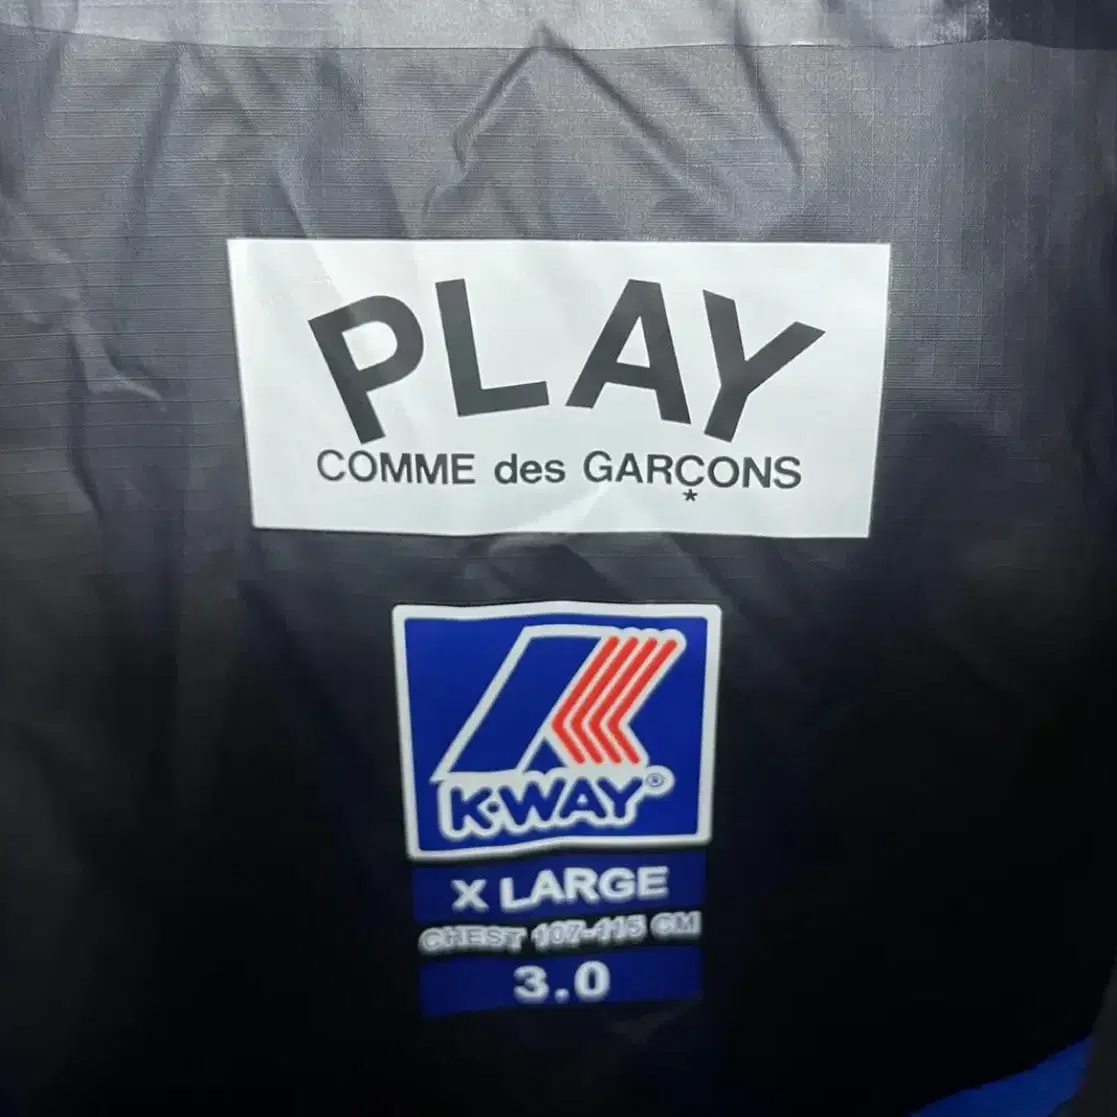 PLAY
COMME des GARÇONS
*
K·WAY®
X LARGE
CHEST 107-115 CM
3.0